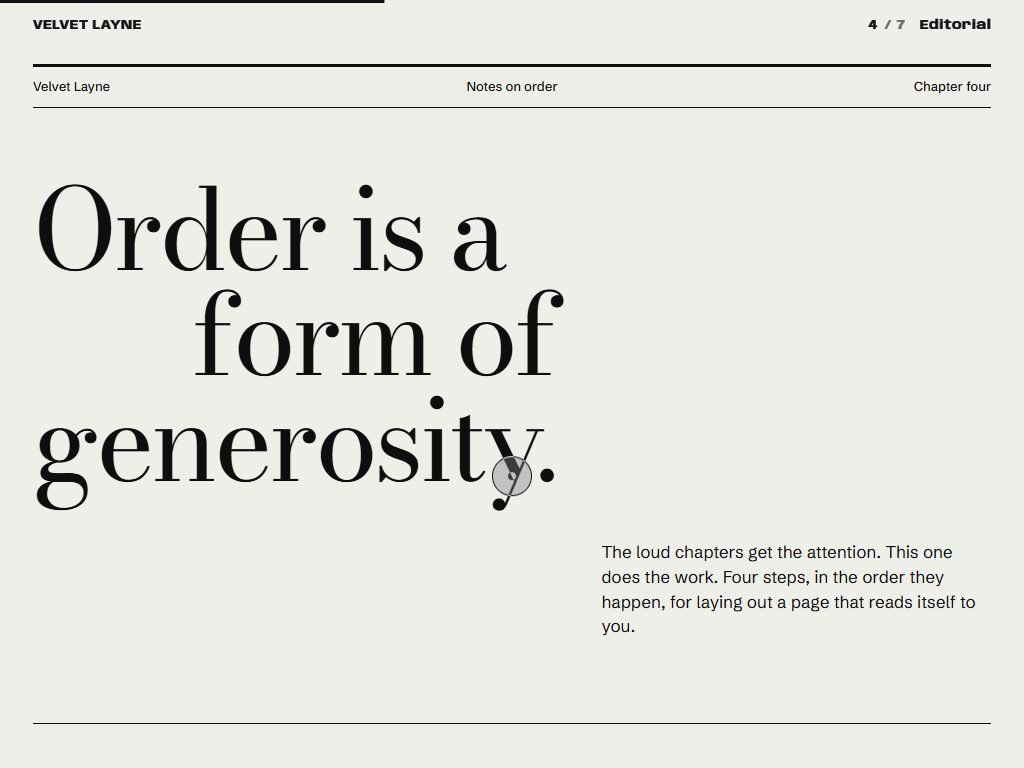 VELVET LAYNE
4 / 7 Editorial
Velvet Layne
Notes on order
Chapter four
Order is a
form of
generosity.
The loud chapters get the attention. This one
does the work. Four steps, in the order they
happen, for laying out a page that reads itself to
you.